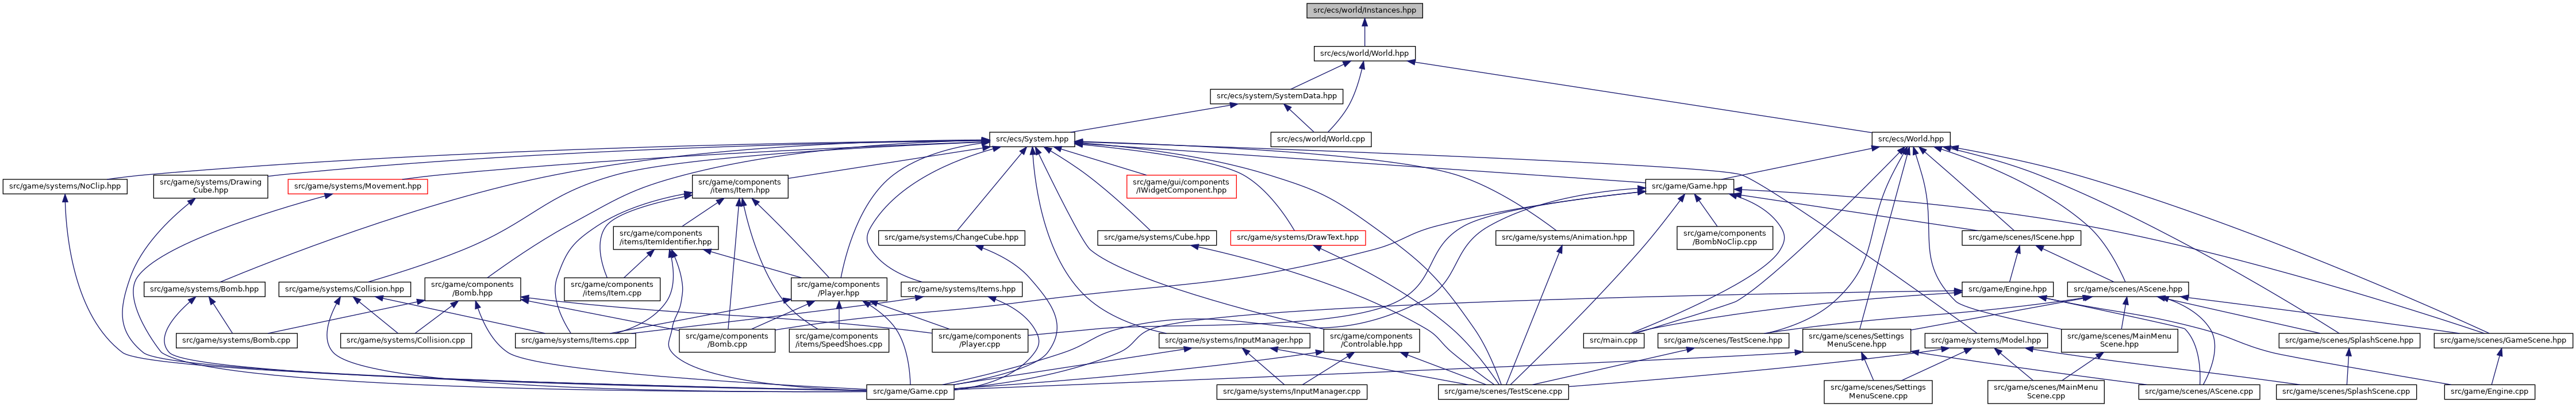 src/ecs/world/Instances.hpp
src/ecs/world/World.hpp
src/ecs/system/SystemData.hpp
src/ecs/System.hpp
src/ecs/world/World.cpp
src/ecs/World.hpp
src/game/systems/NoClip.hpp
src/game/systems/Drawing
Cube.hpp
src/game/systems/Movement.hpp
src/game/components
/items/Item.hpp
src/game/gui/components
/IWidgetComponent.hpp
src/game/Game.hpp
src/game/components
/items/ItemIdentifier.hpp
src/game/systems/ChangeCube.hpp
src/game/systems/Cube.hpp
src/game/systems/DrawText.hpp
src/game/systems/Animation.hpp
src/game/components
/BombNoClip.cpp
src/game/scenes/IScene.hpp
src/game/systems/Bomb.hpp
src/game/systems/Collision.hpp
src/game/components
/Bomb.hpp
src/game/components
/items/Item.cpp
src/game/components
/Player.hpp
src/game/systems/Items.hpp
src/game/Engine.hpp
src/game/scenes/AScene.hpp
src/game/systems/Bomb.cpp
src/game/systems/Collision.cpp
src/game/systems/Items.cpp
src/game/components
/Bomb.cpp
src/game/components
/items/SpeedShoes.cpp
src/game/components
/Player.cpp
src/game/systems/InputManager.hpp
src/game/components
/Controlable.hpp
src/main.cpp
src/game/scenes/TestScene.hpp
src/game/scenes/Settings
MenuScene.hpp
src/game/systems/Model.hpp
src/game/scenes/MainMenu
Scene.hpp
src/game/scenes/SplashScene.hpp
src/game/scenes/GameScene.hpp
src/game/Game.cpp
src/game/systems/InputManager.cpp
src/game/scenes/TestScene.cpp
src/game/scenes/Settings
MenuScene.cpp
src/game/scenes/MainMenu
Scene.cpp
src/game/scenes/AScene.cpp
src/game/scenes/SplashScene.cpp
src/game/Engine.cpp